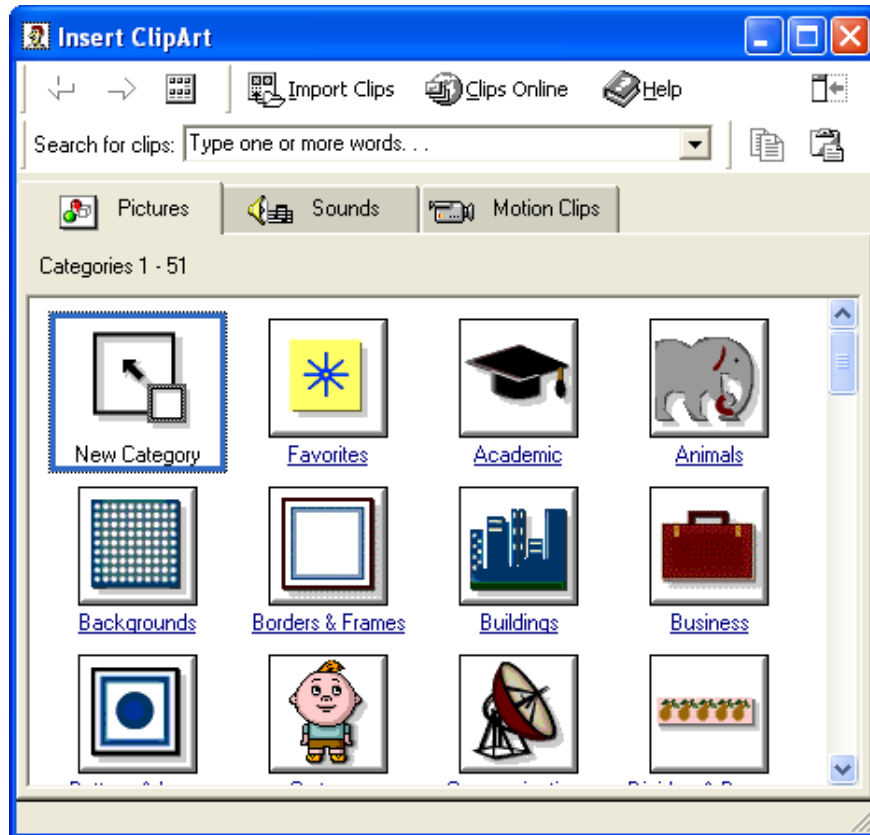 Insert ClipArt
Import Clips Clips Online Help
Search for clips: Type one or more words. . .
Pictures Sounds Motion Clips
Categories 1 - 51
New Category Favorites Academic Animals
Backgrounds Borders & Frames Buildings Business